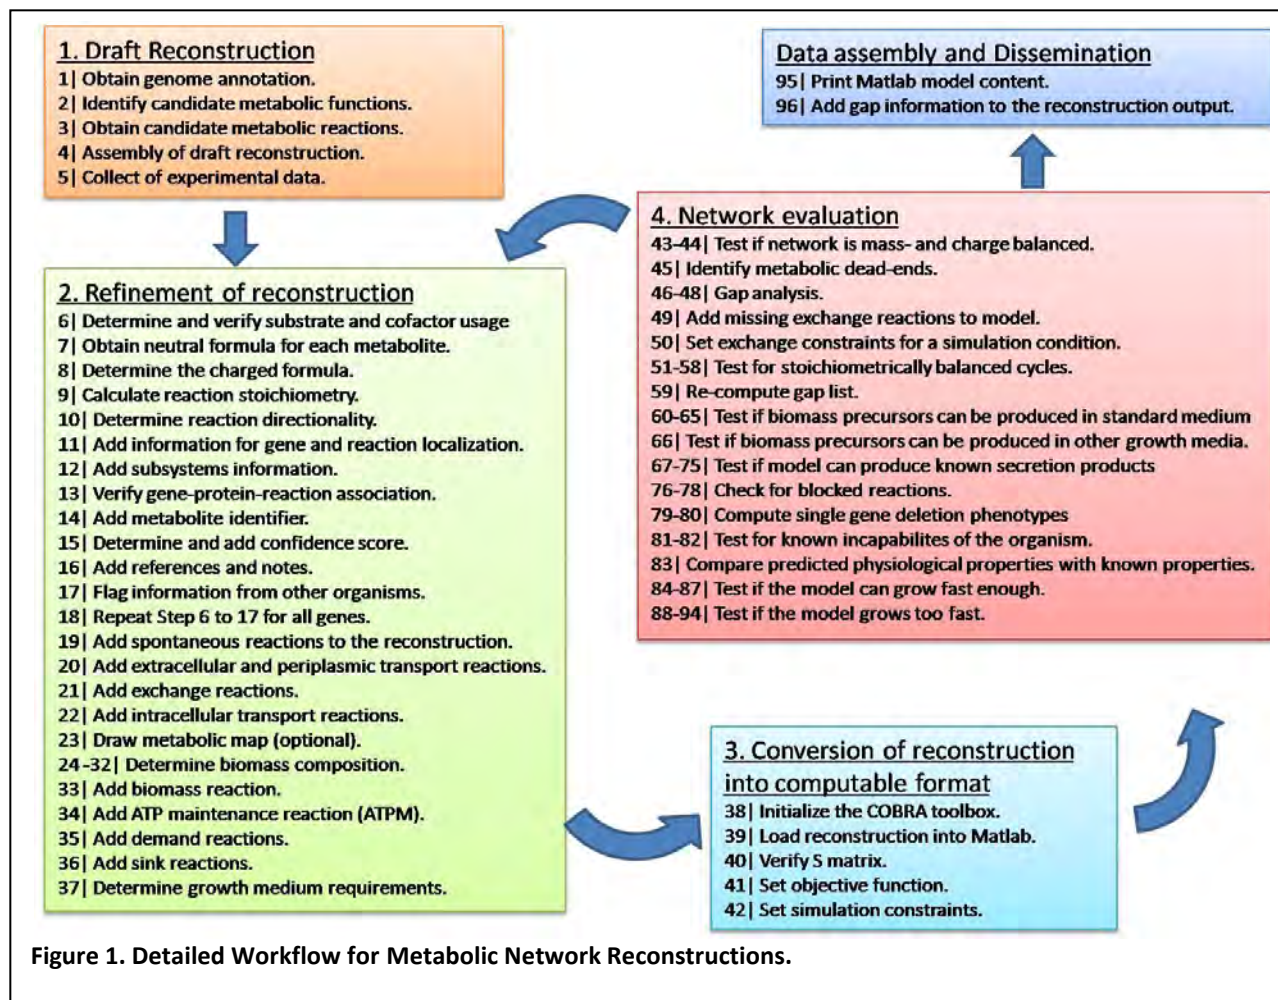 1. Draft Reconstruction
1| Obtain genome annotation.
2| Identify candidate metabolic functions.
3| Obtain candidate metabolic reactions.
4| Assembly of draft reconstruction.
5| Collect of experimental data.
Data assembly and Dissemination
95| Print Matlab model content.
96| Add gap information to the reconstruction output.
2. Refinement of reconstruction
6| Determine and verify substrate and cofactor usage
7| Obtain neutral formula for each metabolite.
8| Determine the charged formula.
9| Calculate reaction stoichiometry.
10| Determine reaction directionality.
11| Add information for gene and reaction localization.
12| Add subsystems information.
13| Verify gene-protein-reaction association.
14| Add metabolite identifier.
15| Determine and add confidence score.
16| Add references and notes.
17| Flag information from other organisms.
18| Repeat Step 6 to 17 for all genes.
19| Add spontaneous reactions to the reconstruction.
20| Add extracellular and periplasmic transport reactions.
21| Add exchange reactions.
22| Add intracellular transport reactions.
23| Draw metabolic map (optional).
24 -32| Determine biomass composition.
33| Add biomass reaction.
34| Add ATP maintenance reaction (ATPM).
35| Add demand reactions.
36| Add sink reactions.
37| Determine growth medium requirements.
4. Network evaluation
43-44| Test if network is mass- and charge balanced.
45| Identify metabolic dead-ends.
46-48| Gap analysis.
49| Add missing exchange reactions to model.
50| Set exchange constraints for a simulation condition.
51-58| Test for stoichiometrically balanced cycles.
59| Re-compute gap list.
60-65| Test if biomass precursors can be produced in standard medium
66| Test if biomass precursors can be produced in other growth media.
67-75| Test if model can produce known secretion products
76-78| Check for blocked reactions.
79-80| Compute single gene deletion phenotypes
81-82| Test for known incapabilites of the organism.
83| Compare predicted physiological properties with known properties.
84-87| Test if the model can grow fast enough.
88-94| Test if the model grows too fast.
3. Conversion of reconstruction
into computable format
38| Initialize the COBRA toolbox.
39| Load reconstruction into Matlab.
40| Verify S matrix.
41| Set objective function.
42| Set simulation constraints.
Figure 1. Detailed Workflow for Metabolic Network Reconstructions.